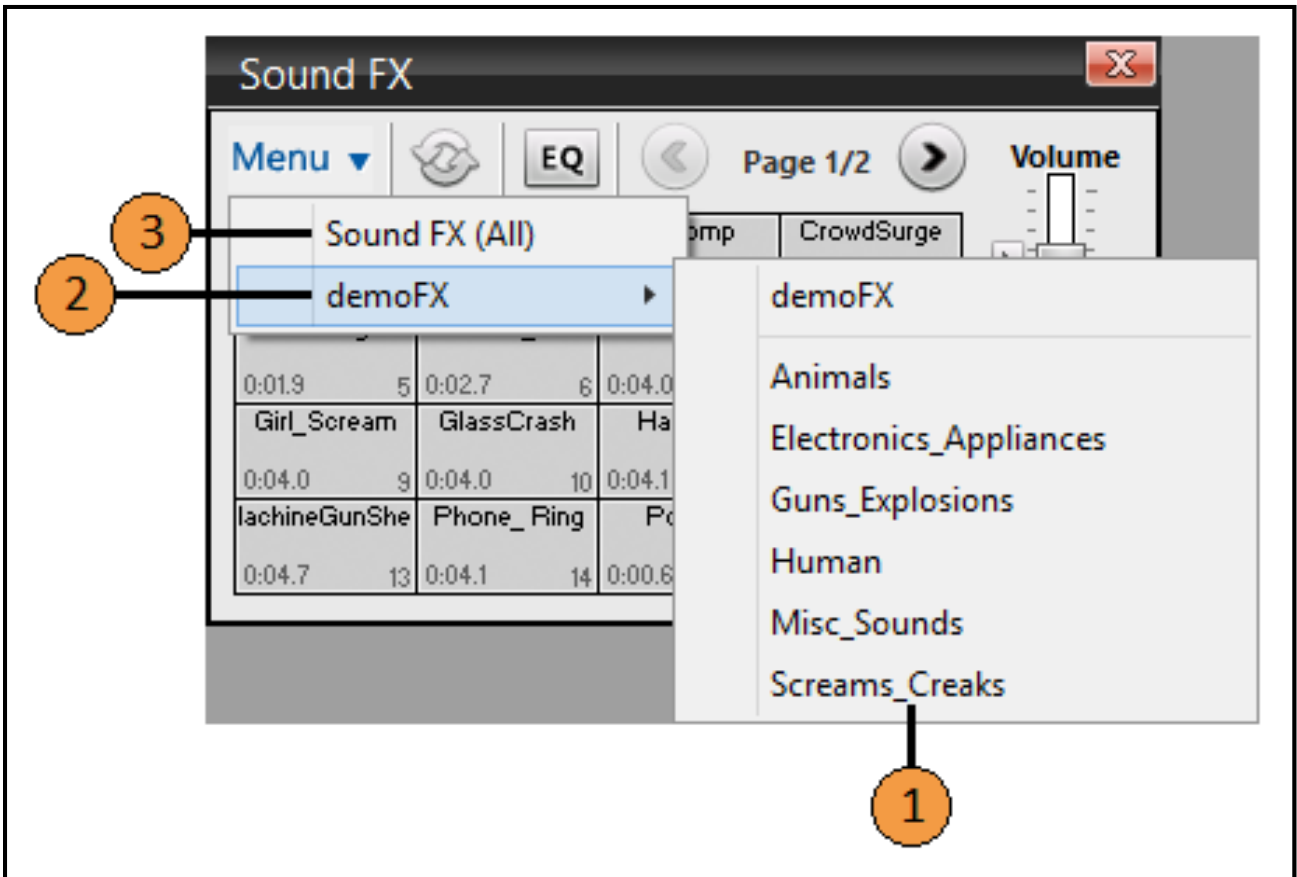 Sound FX
Menu
EQ
Page 1/2
Volume
3
Sound FX (All)
omp
CrowdSurge
2
demoFX
demoFX
Animals
0:01.9 5 0:02.7 6 0:04.0
Girl_Scream GlassCrash Ha
Electronics_Appliances
0:04.0 9 0:04.0 10 0:04.1
Guns_Explosions
lachineGunShe Phone_ Ring Po
Human
0:04.7 13 0:04.1 14 0:00.6
Misc_Sounds
Screams_Creaks
1